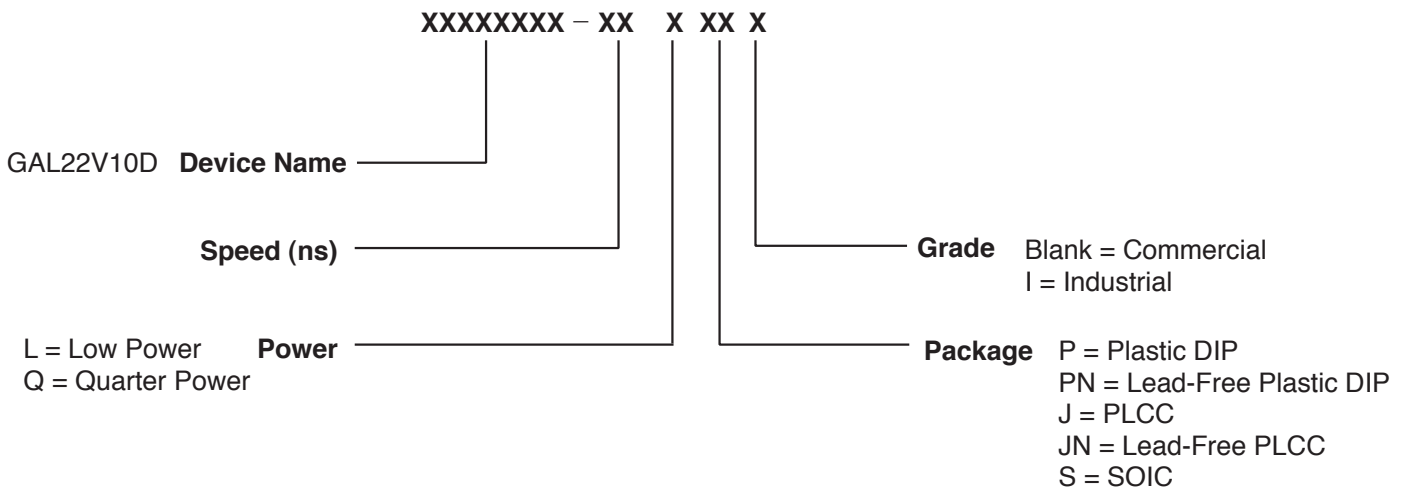 XXXXXXXX – XX X XX X
GAL22V10D Device Name
Speed (ns)
Grade Blank = Commercial
I = Industrial
L = Low Power Power
Q = Quarter Power
Package P = Plastic DIP
PN = Lead-Free Plastic DIP
J = PLCC
JN = Lead-Free PLCC
S = SOIC